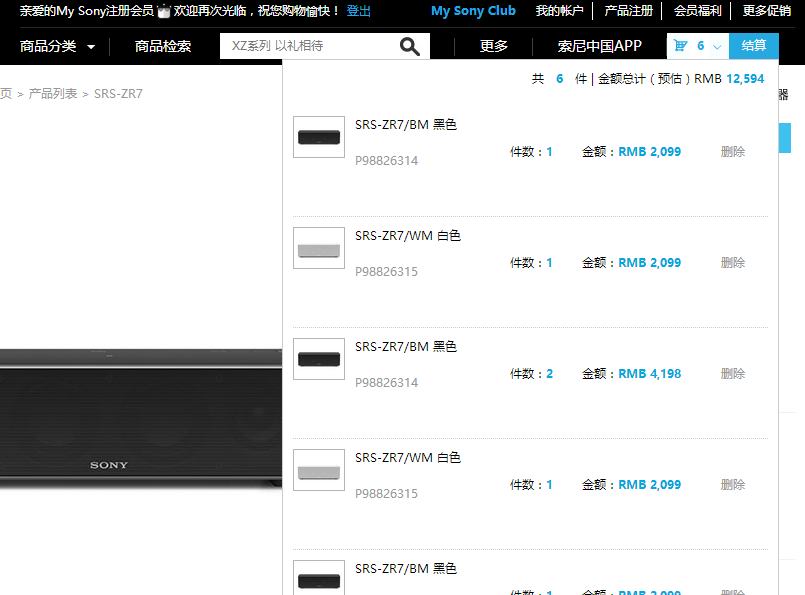 亲爱的My Sony注册会员 欢迎再次光临，祝您购物愉快！ 登出 My Sony Club 我的帐户 产品注册 会员福利 更多促销
商品分类 商品检索 XZ系列 以礼相待 更多 索尼中国APP 6 结算
共 6 件 | 金额总计 ( 预估 ) RMB 12,594
页 > 产品列表 > SRS-ZR7
器
SRS-ZR7/BM 黑色
P98826314
件数：1 金额：RMB 2,099 删除
SRS-ZR7/WM 白色
P98826315
件数：1 金额：RMB 2,099 删除
SRS-ZR7/BM 黑色
P98826314
件数：2 金额：RMB 4,198 删除
SONY
SRS-ZR7/WM 白色
P98826315
件数：1 金额：RMB 2,099 删除
SRS-ZR7/BM 黑色
件数：1 金额：RMB 2,099 删除